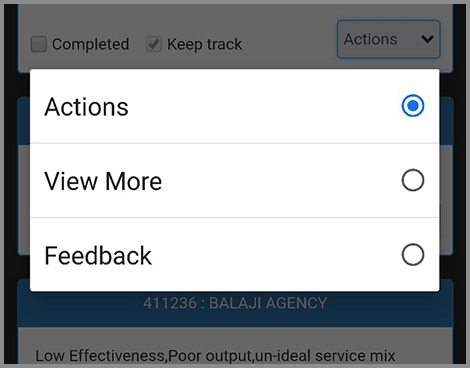 Completed
Keep track
Actions
Actions
View More
Feedback
411236 : BALAJI AGENCY
Low Effectiveness,Poor output,un-ideal service mix